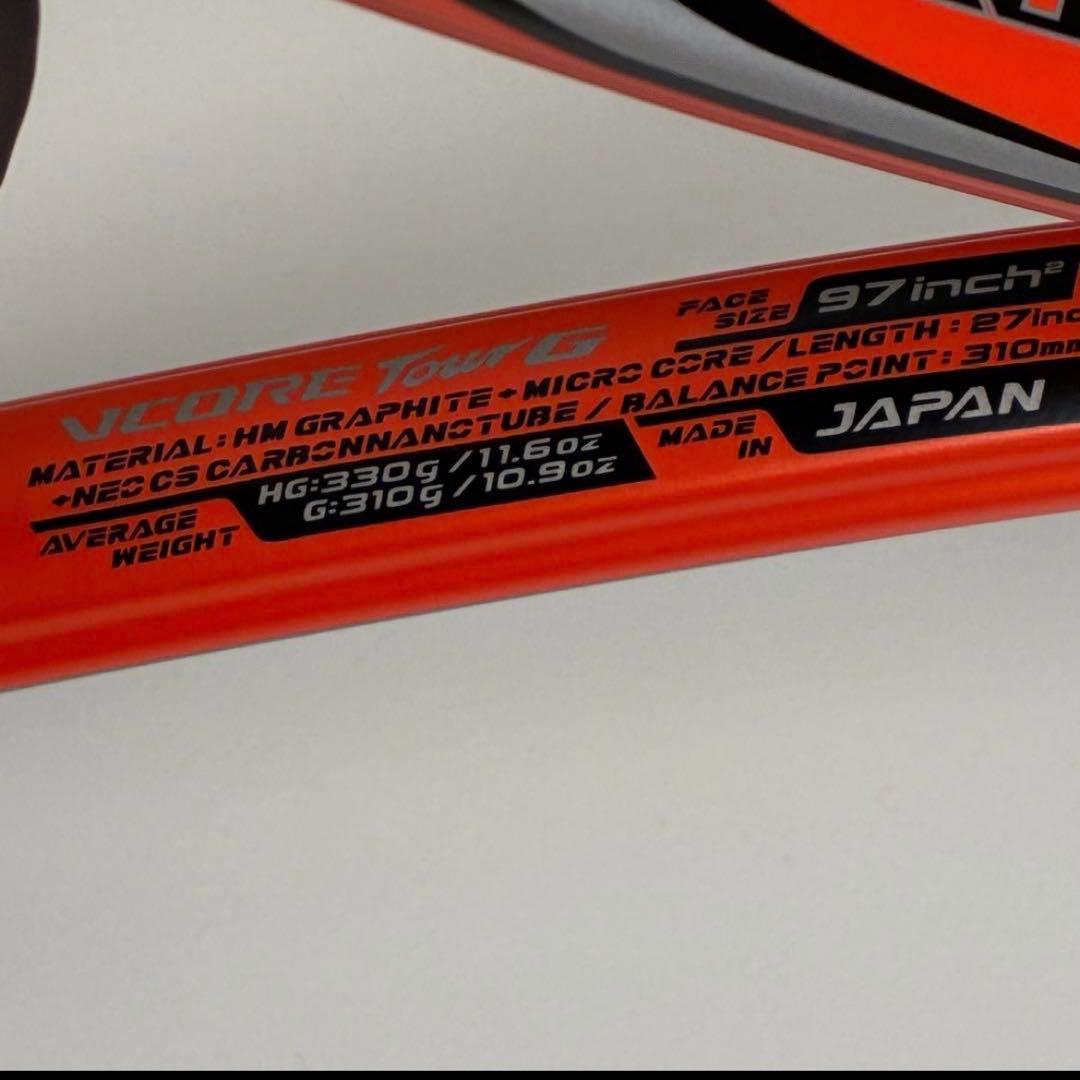 VCORE Tour G
FACE SIZE 97inch²
MATERIAL:HM GRAPHITE+MICRO CORE/LENGTH:27inc
+NEO CS CARBONNANOTUBE/BALANCE POINT:310mm
AVERAGE WEIGHT
HG:330g/11.6oz
G:310g/10.9oz
MADE IN JAPAN